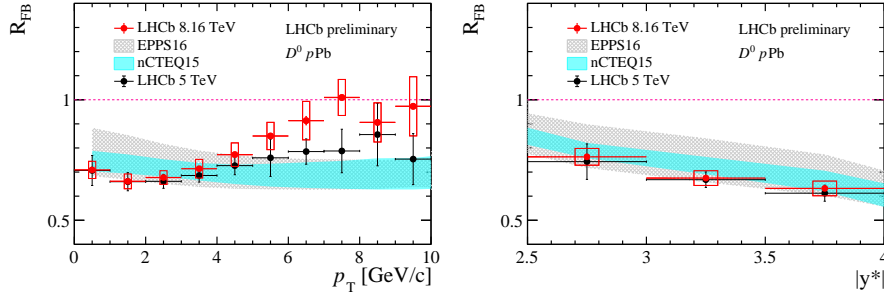 R_FB
LHCb 8.16 TeV
EPPS16
nCTEQ15
LHCb 5 TeV
LHCb preliminary
D⁰ pPb
1
0.5
0 2 4 6 8 10
p_T [GeV/c]
R_FB
LHCb 8.16 TeV
EPPS16
nCTEQ15
LHCb 5 TeV
LHCb preliminary
D⁰ pPb
1
0.5
2.5 3 3.5 4
|y*|